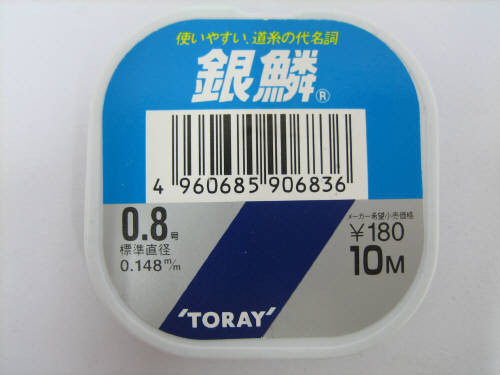 使いやすい、道糸の代名詞
銀鱗®
4 960685 906836
0.8号
標準直径
0.148m/m
メーカー希望小売価格
¥180
10M
'TORAY'